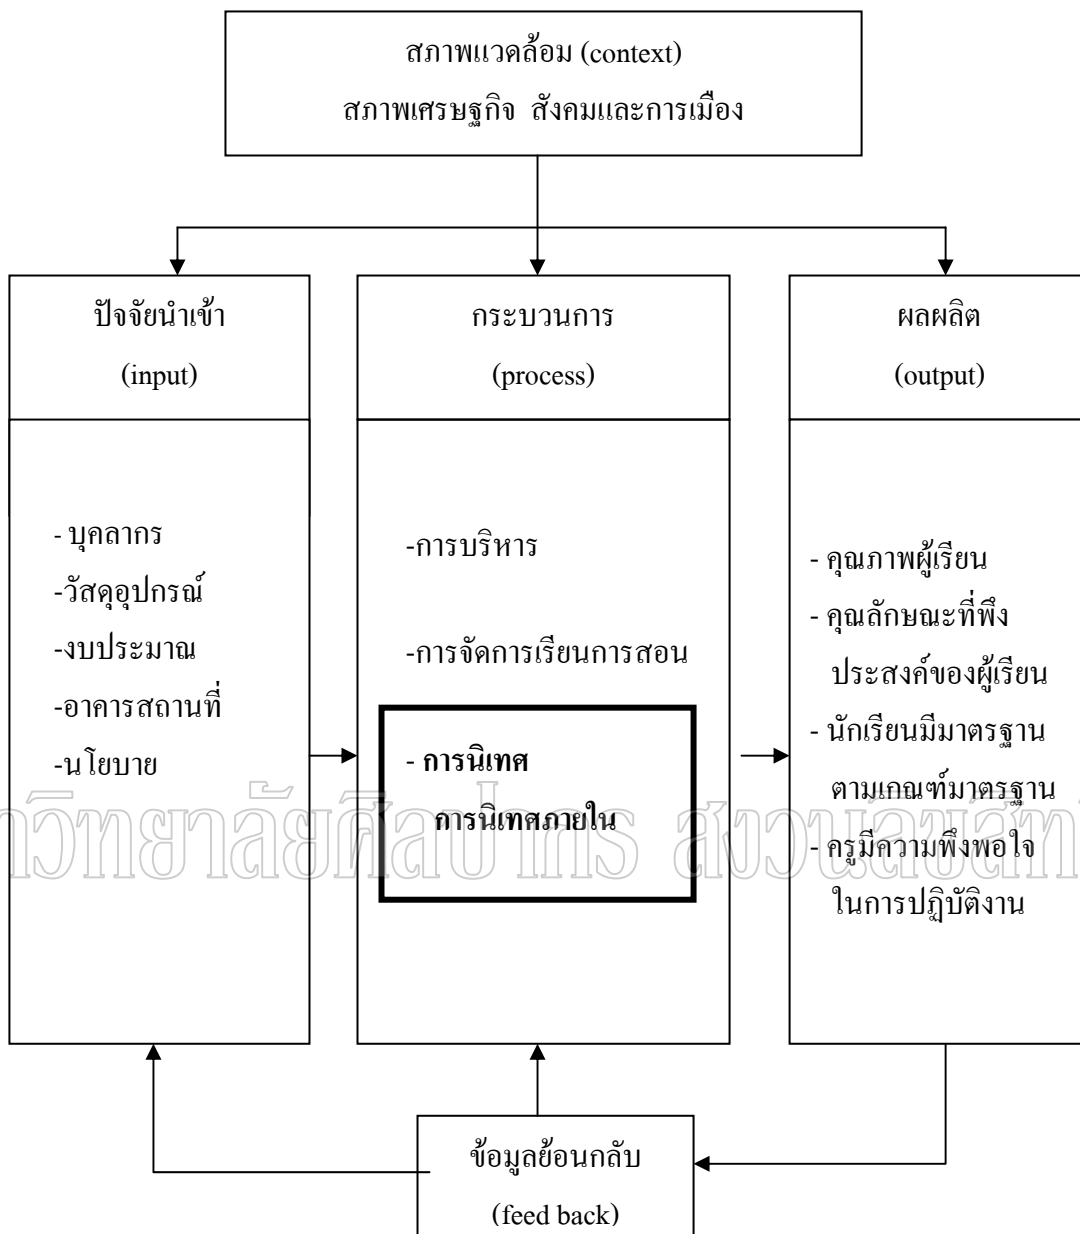 สภาพแวดล้อม (context)
สภาพเศรษฐกิจ สังคมและการเมือง
ปัจจัยนำเข้า
(input)
- บุคลากร
-วัสดุอุปกรณ์
-งบประมาณ
-อาคารสถานที่
-นโยบาย
กระบวนการ
(process)
-การบริหาร
-การจัดการเรียนการสอน
- การนิเทศ
การนิเทศภายใน
ผลผลิต
(output)
- คุณภาพผู้เรียน
- คุณลักษณะที่พึง
ประสงค์ของผู้เรียน
- นักเรียนมีมาตรฐาน
ตามเกณฑ์มาตรฐาน
- ครูมีความพึงพอใจ
ในการปฏิบัติงาน
ข้อมูลย้อนกลับ
(feed back)